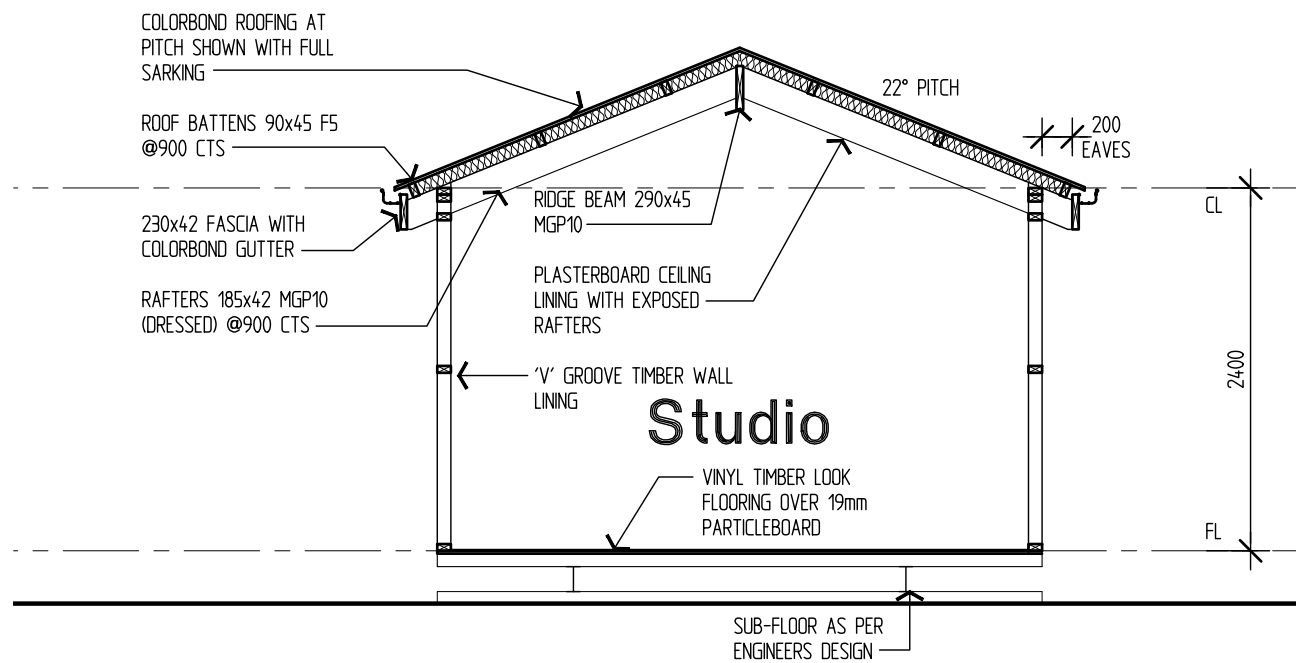 COLORBOND ROOFING AT
PITCH SHOWN WITH FULL
SARKING
ROOF BATTENS 90x45 F5
@900 CTS
230x42 FASCIA WITH
COLORBOND GUTTER
RAFTERS 185x42 MGP10
(DRESSED) @900 CTS
22° PITCH
200
EAVES
RIDGE BEAM 290x45
MGP10
PLASTERBOARD CEILING
LINING WITH EXPOSED
RAFTERS
'V' GROOVE TIMBER WALL
LINING
Studio
VINYL TIMBER LOOK
FLOORING OVER 19mm
PARTICLEBOARD
SUB-FLOOR AS PER
ENGINEERS DESIGN
CL
2400
FL